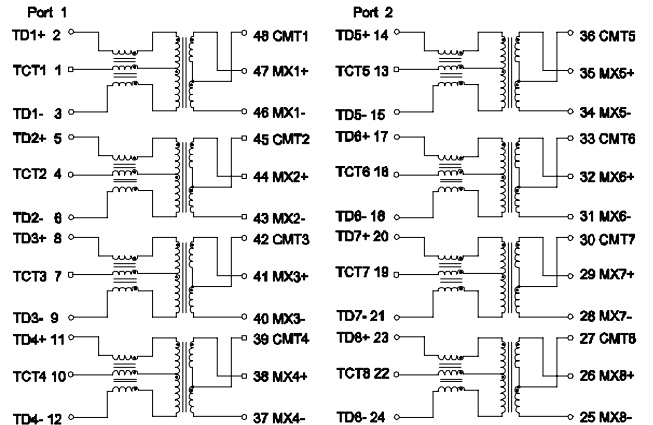 Port 1
TD1+ 2
48 CMT1
TCT1 1
47 MX1+
TD1- 3
46 MX1-
TD2+ 5
45 CMT2
TCT2 4
44 MX2+
TD2- 6
43 MX2-
TD3+ 8
42 CMT3
TCT3 7
41 MX3+
TD3- 9
40 MX3-
TD4+ 11
39 CMT4
TCT4 10
38 MX4+
TD4- 12
37 MX4-
Port 2
TD5+ 14
36 CMT5
TCT5 13
35 MX5+
TD5- 15
34 MX5-
TD6+ 17
33 CMT6
TCT6 16
32 MX6+
TD6- 18
31 MX6-
TD7+ 20
30 CMT7
TCT7 19
29 MX7+
TD7- 21
28 MX7-
TD8+ 23
27 CMT8
TCT8 22
26 MX8+
TD8- 24
25 MX8-